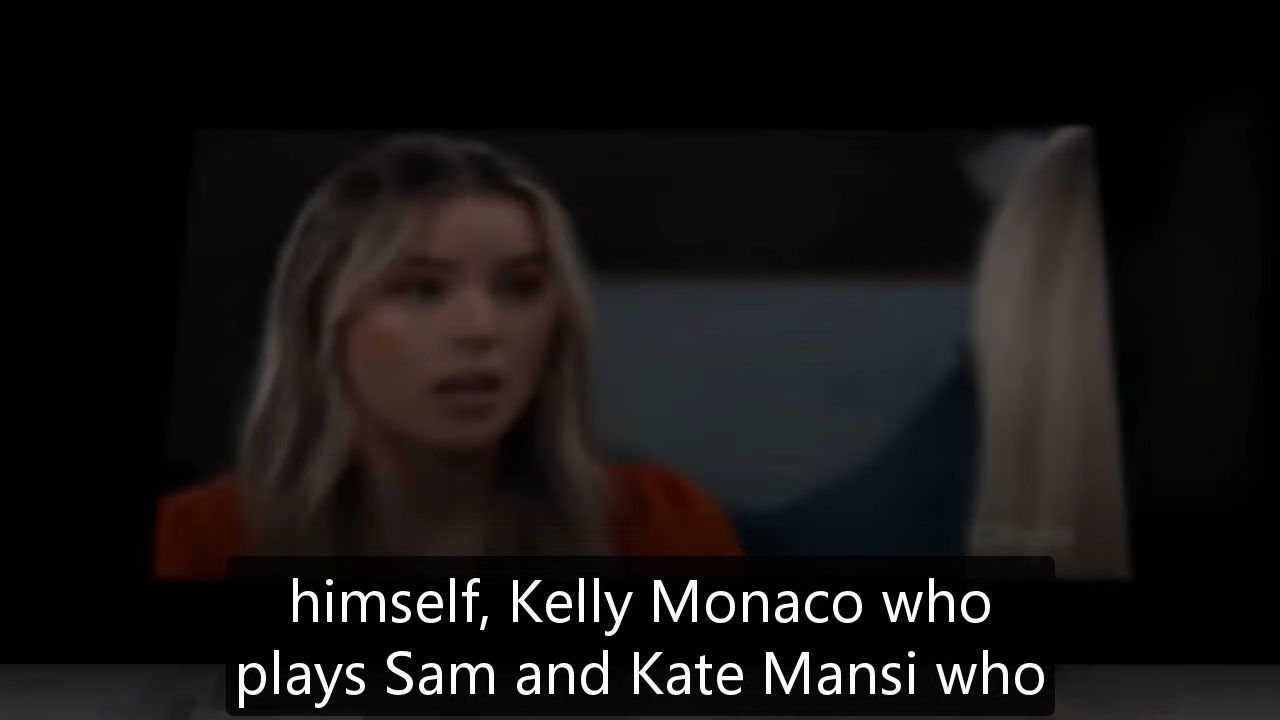 himself, Kelly Monaco who
plays Sam and Kate Mansi who